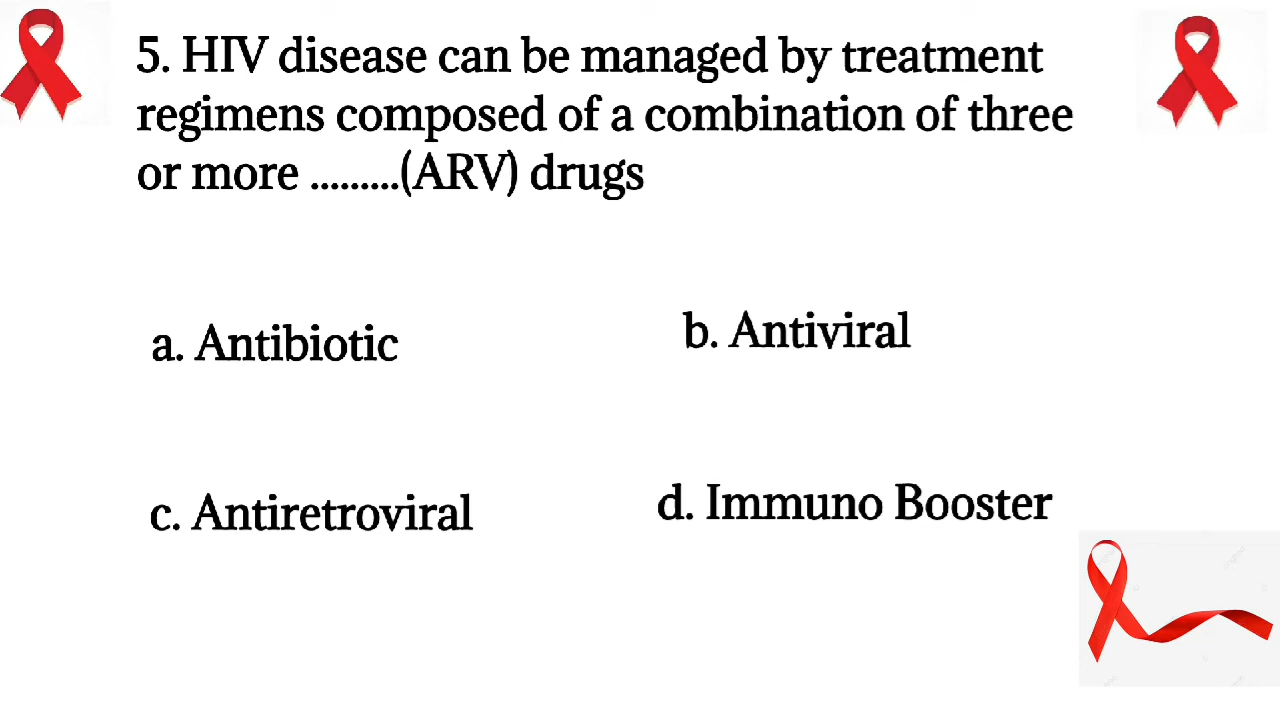 5. HIV disease can be managed by treatment
regimens composed of a combination of three
or more .........(ARV) drugs
a. Antibiotic
b. Antiviral
c. Antiretroviral
d. Immuno Booster